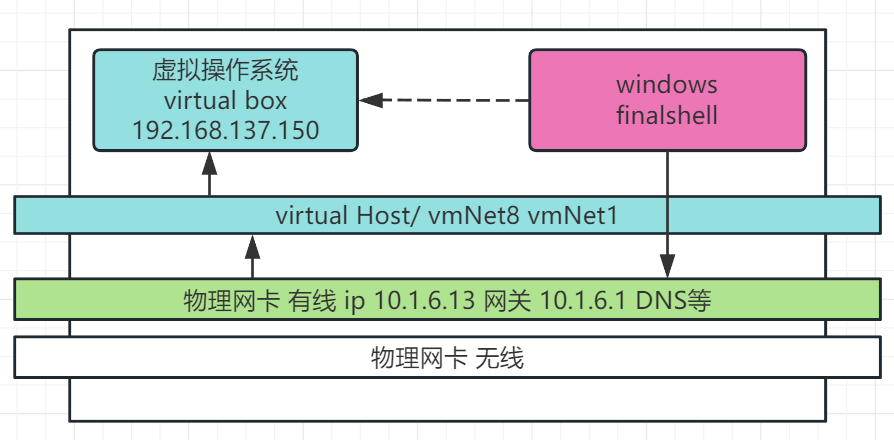 虚拟操作系统
virtual box
192.168.137.150
windows
finalshell
virtual Host/ vmNet8 vmNet1
物理网卡 有线 ip 10.1.6.13 网关 10.1.6.1 DNS等
物理网卡 无线